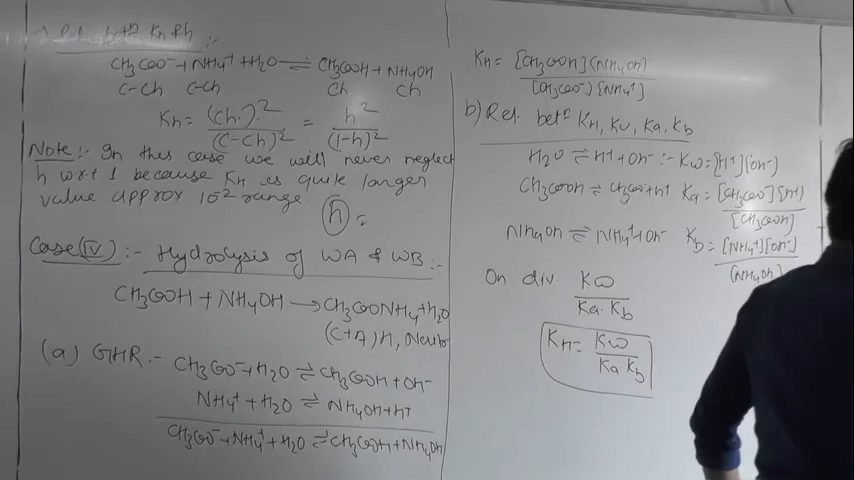 Rel. betⁿ Kh & h :-
CH3COO⁻ + NH4⁺ + H2O ⇌ CH3COOH + NH4OH
C-Ch C-Ch Ch Ch
Kh = (Ch)² / (C-Ch)² = h² / (1-h)²
Note:- In this case we will never neglect
h w.r.t 1 because Kh is quite larger
value approx 10⁻² range
h =
Case (IV) :- Hydrolysis of WA & WB :-
CH3COOH + NH4OH → CH3COONH4 + H2O
(C+A) H, Neutr
(a) GHR :- CH3COO⁻ + H2O ⇌ CH3COOH + OH⁻
NH4⁺ + H2O ⇌ NH4OH + H⁺
CH3COO⁻ + NH4⁺ + H2O ⇌ CH3COOH + NH4OH
KH = [CH3COOH][NH4OH] / [CH3COO⁻][NH4⁺]
b) Rel. betⁿ KH, Kw, Ka, Kb
H2O ⇌ H⁺ + OH⁻ :- Kw = [H⁺][OH⁻]
CH3COOH ⇌ CH3COO⁻ + H⁺ Ka = [CH3COO⁻][H⁺] / [CH3COOH]
NH4OH ⇌ NH4⁺ + OH⁻ Kb = [NH4⁺][OH⁻] / [NH4OH]
On div. Kw / Ka·Kb
KH = Kw / Ka·Kb